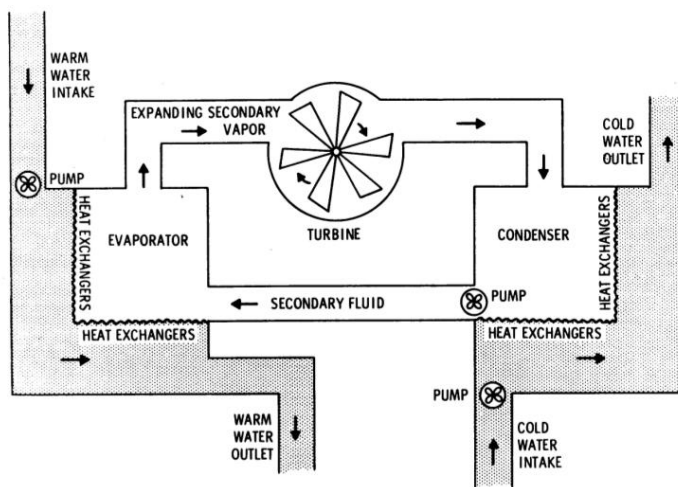 WARM
WATER
INTAKE
EXPANDING SECONDARY
VAPOR
COLD
WATER
OUTLET
PUMP
HEAT EXCHANGERS
EVAPORATOR
TURBINE
CONDENSER
HEAT EXCHANGERS
SECONDARY FLUID
PUMP
HEAT EXCHANGERS
HEAT EXCHANGERS
PUMP
WARM
WATER
OUTLET
COLD
WATER
INTAKE